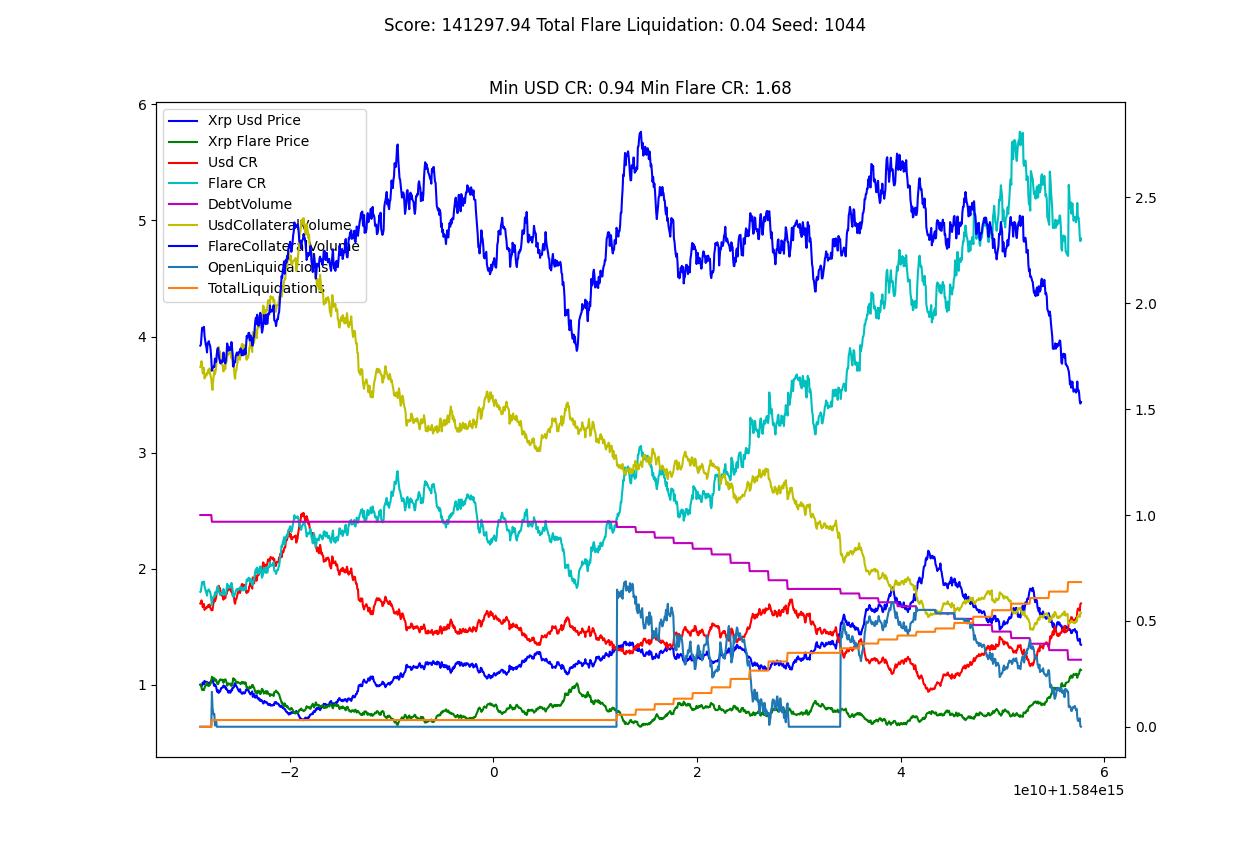 Score: 141297.94 Total Flare Liquidation: 0.04 Seed: 1044
Min USD CR: 0.94 Min Flare CR: 1.68
Xrp Usd Price
Xrp Flare Price
Usd CR
Flare CR
DebtVolume
UsdCollateralVolume
FlareCollateralVolume
OpenLiquidations
TotalLiquidations
6
5
4
3
2
1
2.5
2.0
1.5
1.0
0.5
0.0
−2
0
2
4
6
1e10+1.584e15